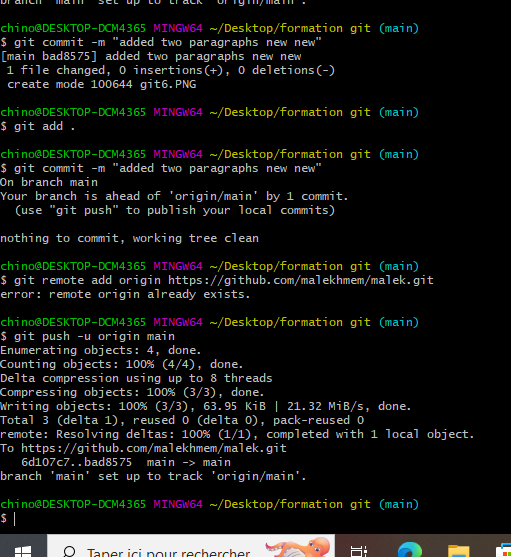 branch 'main' set up to track 'origin/main'.
chino@DESKTOP-DCM4365 MINGW64 ~/Desktop/formation git (main)
$ git commit -m "added two paragraphs new new"
[main bad8575] added two paragraphs new new
1 file changed, 0 insertions(+), 0 deletions(-)
create mode 100644 git6.PNG
chino@DESKTOP-DCM4365 MINGW64 ~/Desktop/formation git (main)
$ git add .
chino@DESKTOP-DCM4365 MINGW64 ~/Desktop/formation git (main)
$ git commit -m "added two paragraphs new new"
On branch main
Your branch is ahead of 'origin/main' by 1 commit.
(use "git push" to publish your local commits)
nothing to commit, working tree clean
chino@DESKTOP-DCM4365 MINGW64 ~/Desktop/formation git (main)
$ git remote add origin https://github.com/malekhmem/malek.git
error: remote origin already exists.
chino@DESKTOP-DCM4365 MINGW64 ~/Desktop/formation git (main)
$ git push -u origin main
Enumerating objects: 4, done.
Counting objects: 100% (4/4), done.
Delta compression using up to 8 threads
Compressing objects: 100% (3/3), done.
Writing objects: 100% (3/3), 63.95 KiB | 21.32 MiB/s, done.
Total 3 (delta 1), reused 0 (delta 0), pack-reused 0
remote: Resolving deltas: 100% (1/1), completed with 1 local object.
To https://github.com/malekhmem/malek.git
6d107c7..bad8575  main -> main
branch 'main' set up to track 'origin/main'.
chino@DESKTOP-DCM4365 MINGW64 ~/Desktop/formation git (main)
$
Taper ici pour rechercher